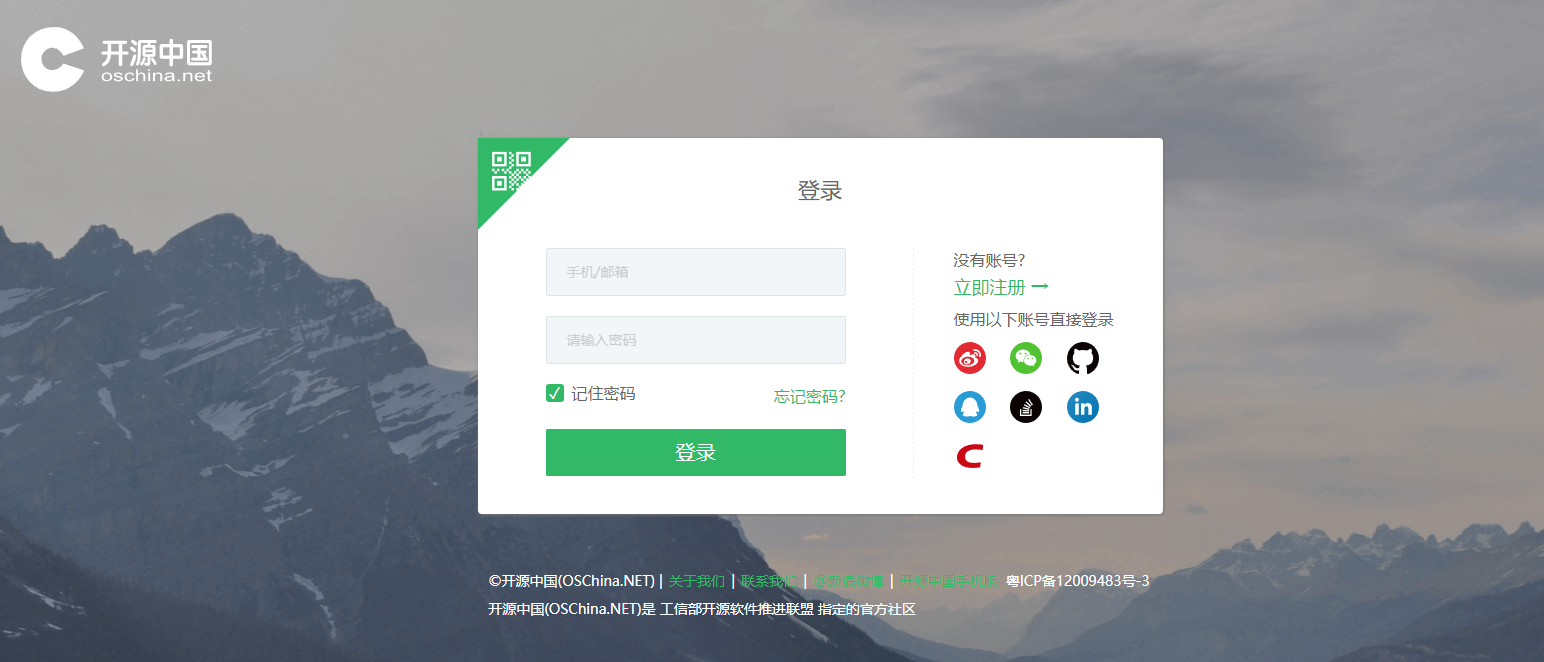 开源中国
oschina.net
登录
手机/邮箱
请输入密码
记住密码
忘记密码?
登录
没有账号?
立即注册
使用以下账号直接登录
in
©开源中国(OSChina.NET) | 关于我们 | 联系我们 | @新浪微博 | 开源中国手机版 粤ICP备12009483号-3
开源中国(OSChina.NET)是 工信部开源软件推进联盟 指定的官方社区